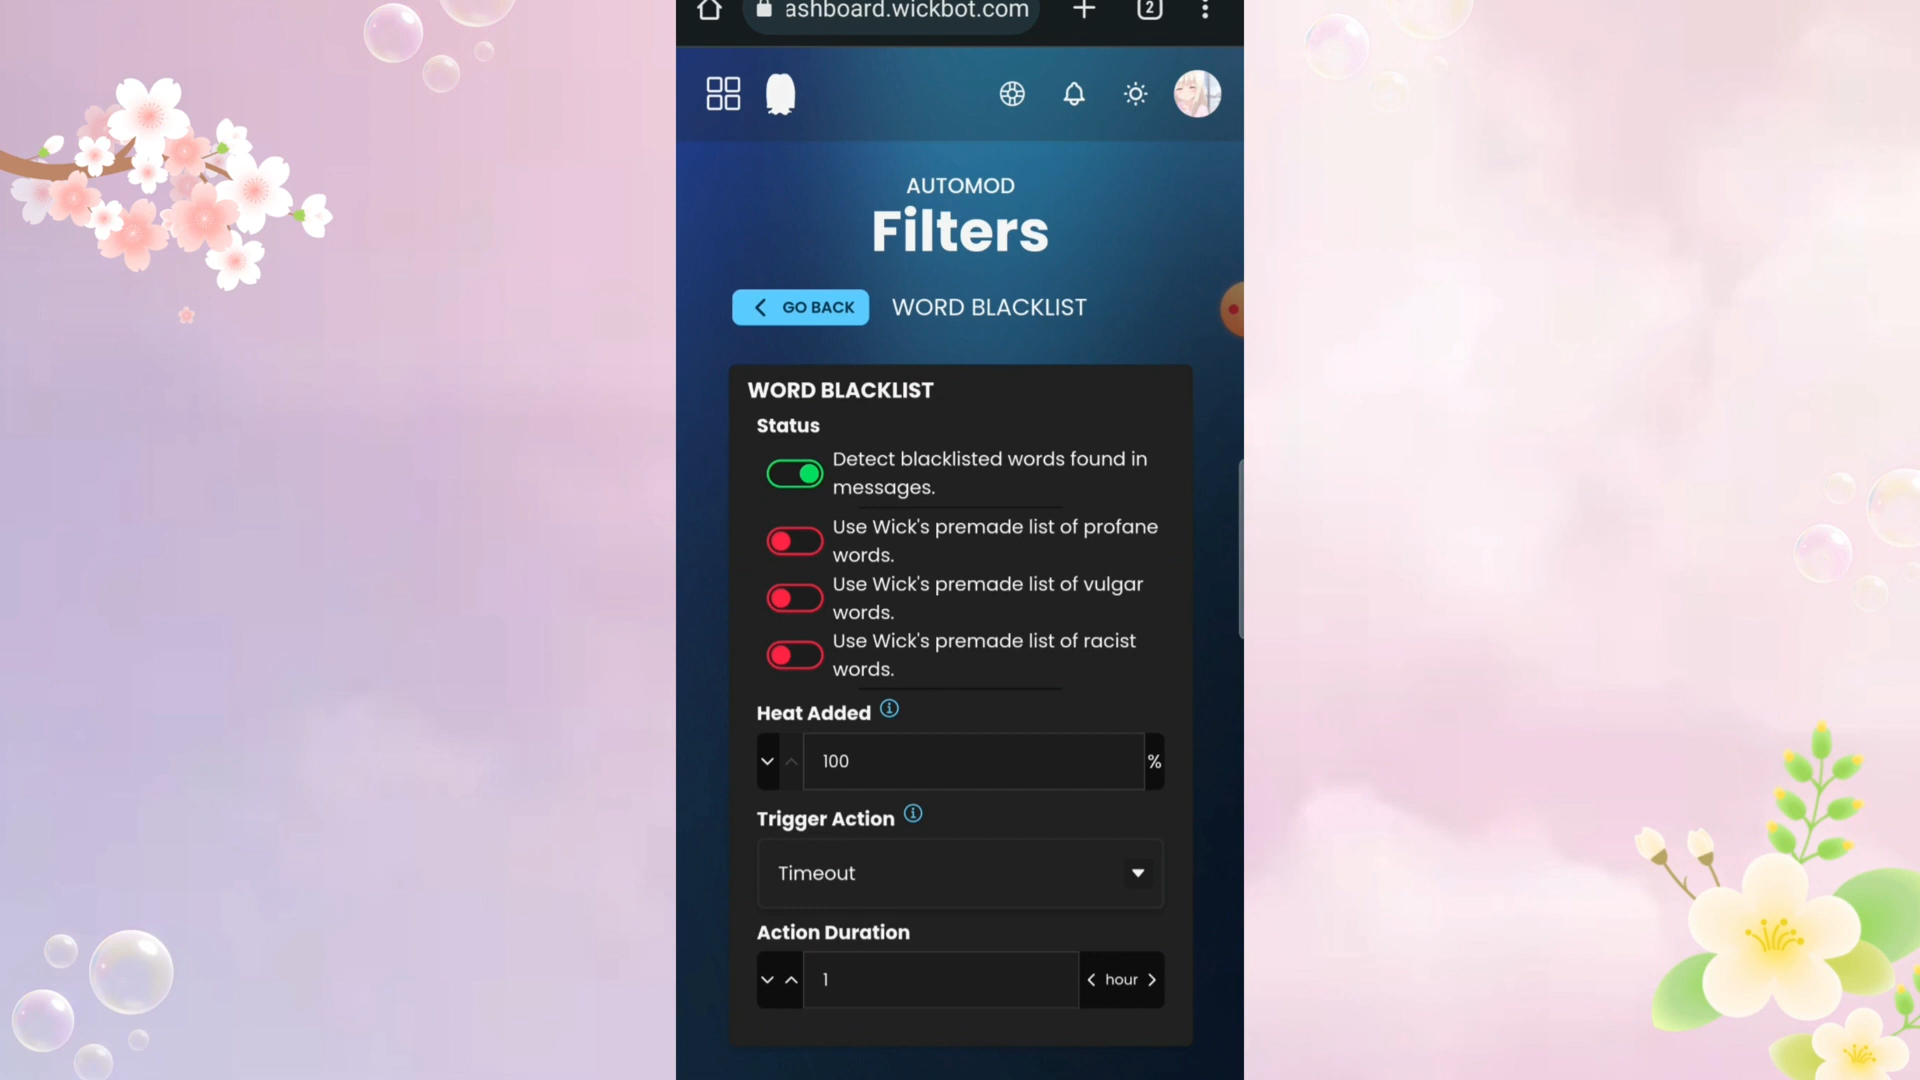 ashboard.wickbot.com
2
AUTOMOD
Filters
GO BACK
WORD BLACKLIST
WORD BLACKLIST
Status
Detect blacklisted words found in
messages.
Use Wick's premade list of profane
words.
Use Wick's premade list of vulgar
words.
Use Wick's premade list of racist
words.
Heat Added
100
%
Trigger Action
Timeout
Action Duration
1
hour